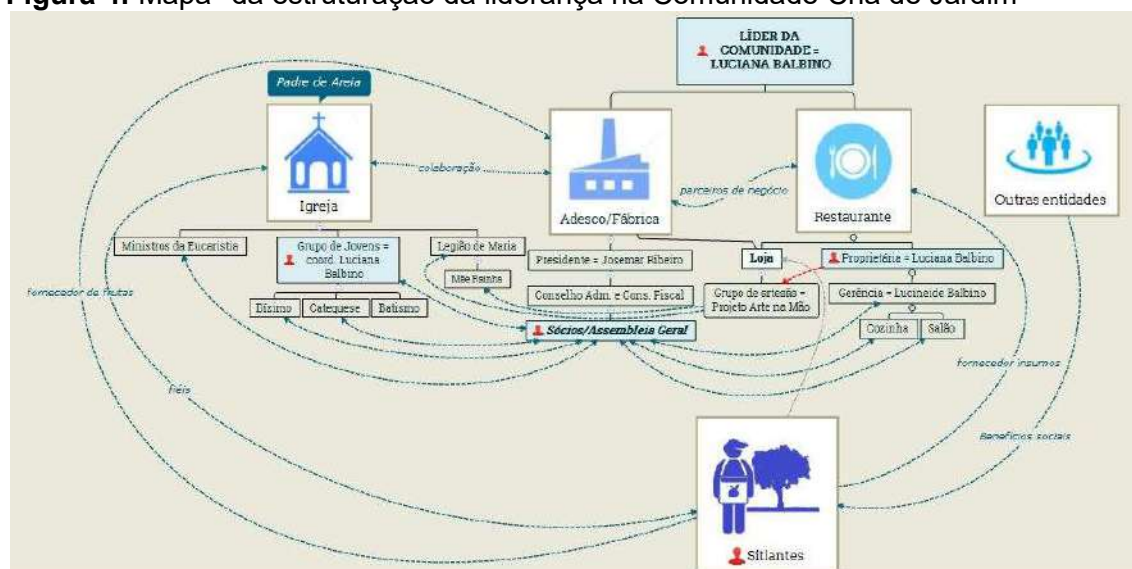 Figura 4. Mapa da estruturação da liderança na Comunidade Chã do Jardim
LÍDER DA
COMUNIDADE =
LUCIANA BALBINO
Padre de Areia
Igreja
colaboração
Adesco/Fábrica
parceiros de negócio
Restaurante
Outras entidades
Ministros da Eucaristia
Grupo de Jovens =
coord. Luciana
Balbino
Legião de Maria
Mãe Rainha
Presidente = Josemar Ribeiro
Loja
Proprietária = Luciana Balbino
fornecedor de frutas
Dízimo
Catequese
Batismo
Conselho Adm. e Cons. Fiscal
Grupo de artesãs =
Projeto Arte na Mão
Gerência = Lucineide Balbino
Sócios/Assembleia Geral
Cozinha
Salão
fornecedor insumos
fiéis
Benefícios sociais
Sitiantes